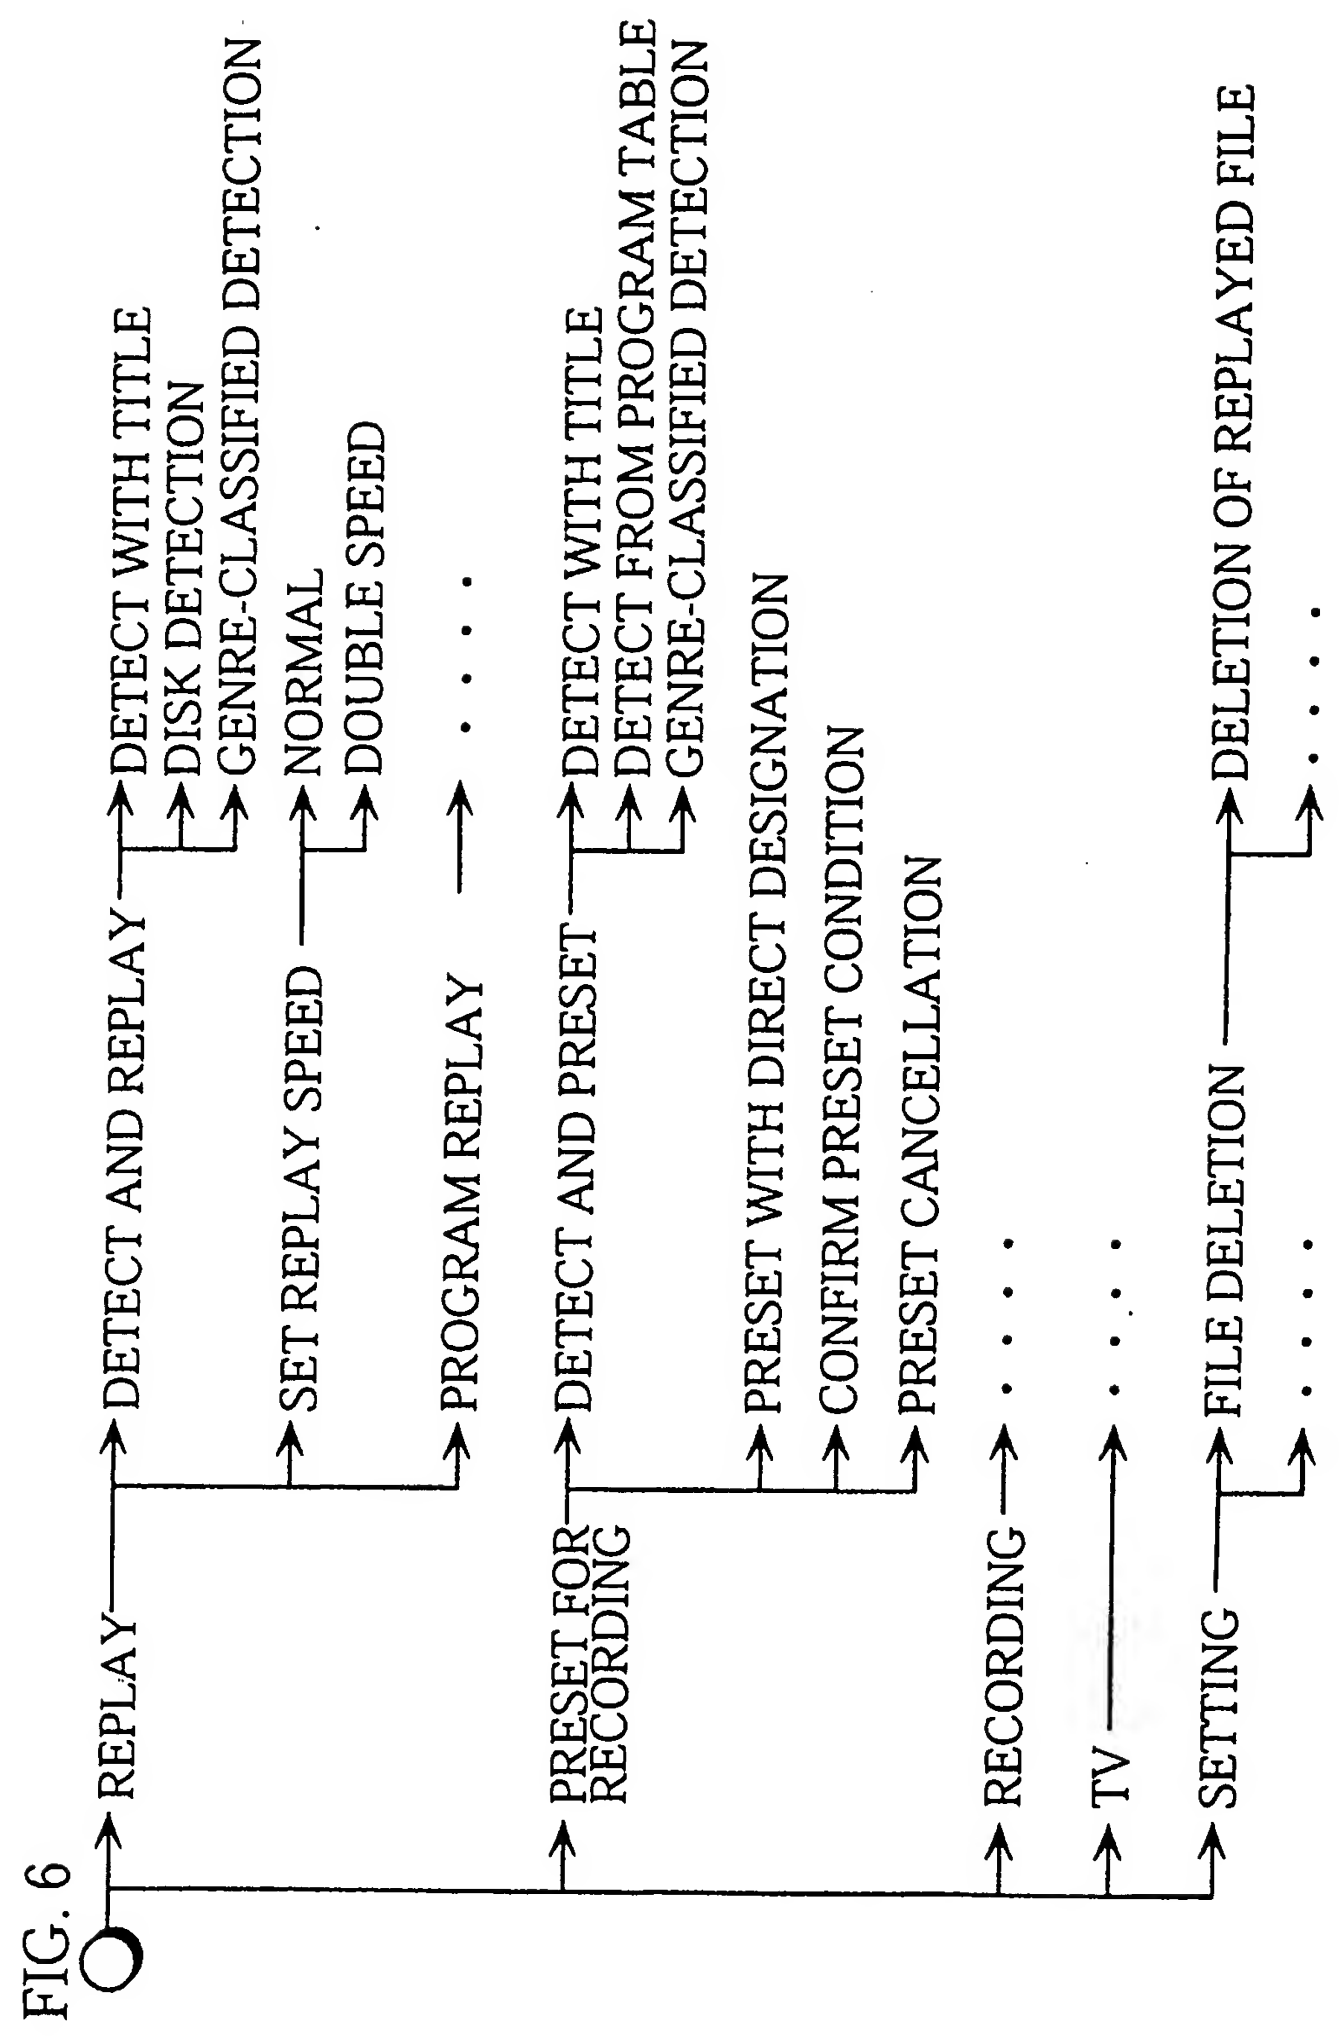 FIG. 6
REPLAY
DETECT AND REPLAY
DETECT WITH TITLE
DISK DETECTION
GENRE-CLASSIFIED DETECTION
SET REPLAY SPEED
NORMAL
DOUBLE SPEED
PROGRAM REPLAY
. . . .
PRESET FOR
RECORDING
DETECT AND PRESET
DETECT WITH TITLE
DETECT FROM PROGRAM TABLE
GENRE-CLASSIFIED DETECTION
PRESET WITH DIRECT DESIGNATION
CONFIRM PRESET CONDITION
PRESET CANCELLATION
RECORDING
. . . .
TV
. . . .
SETTING
FILE DELETION
DELETION OF REPLAYED FILE
. . . .
. . . .